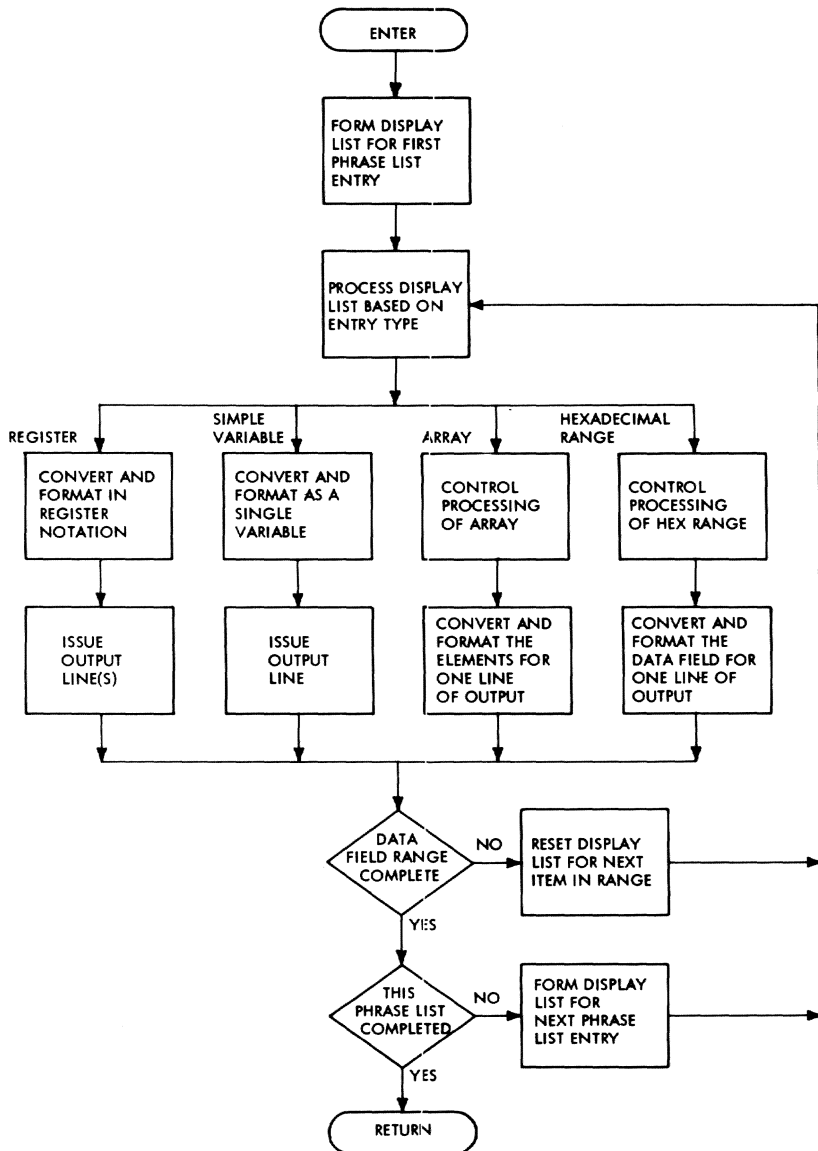 ENTER
FORM DISPLAY
LIST FOR FIRST
PHRASE LIST
ENTRY
PROCESS DISPLAY
LIST BASED ON
ENTRY TYPE
REGISTER
SIMPLE
VARIABLE
ARRAY
HEXADECIMAL
RANGE
CONVERT AND
FORMAT IN
REGISTER
NOTATION
CONVERT AND
FORMAT AS A
SINGLE
VARIABLE
CONTROL
PROCESSING
OF ARRAY
CONTROL
PROCESSING
OF HEX RANGE
ISSUE
OUTPUT
LINE(S)
ISSUE
OUTPUT
LINE
CONVERT AND
FORMAT THE
ELEMENTS FOR
ONE LINE
OF OUTPUT
CONVERT AND
FORMAT THE
DATA FIELD FOR
ONE LINE OF
OUTPUT
DATA
FIELD RANGE
COMPLETE
NO
RESET DISPLAY
LIST FOR NEXT
ITEM IN RANGE
YES
THIS
PHRASE LIST
COMPLETED
NO
FORM DISPLAY
LIST FOR
NEXT PHRASE
LIST ENTRY
YES
RETURN